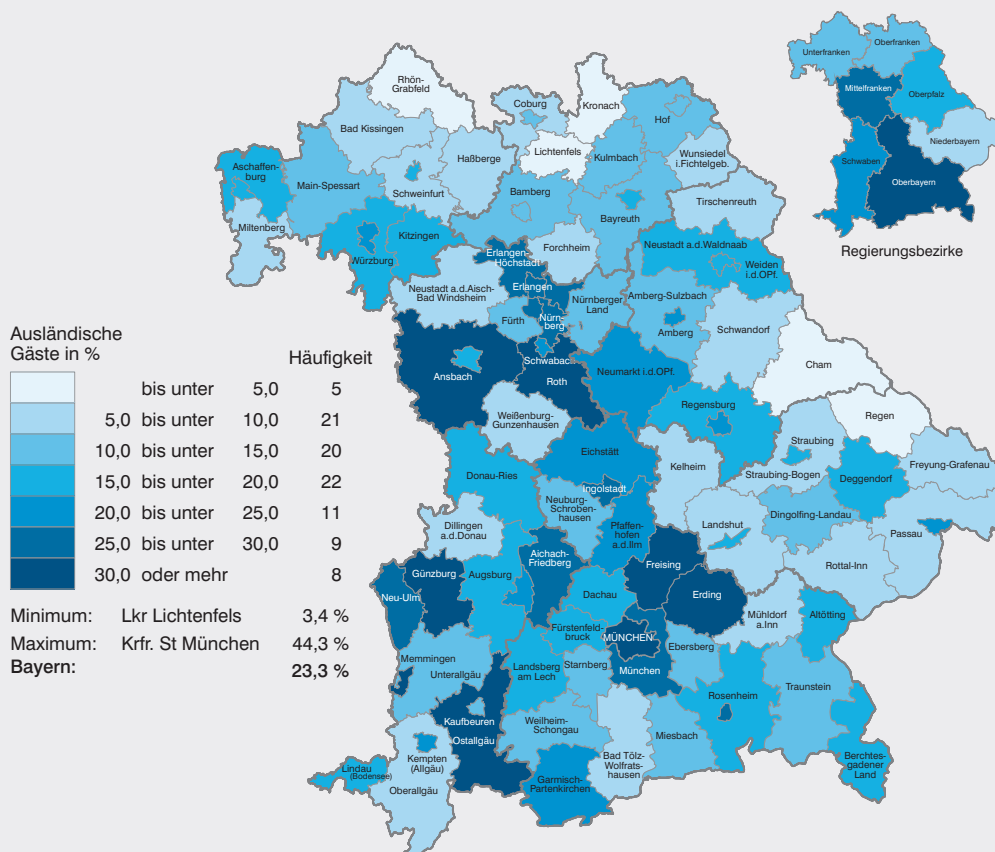 Unterfranken
Oberfranken
Mittelfranken
Oberpfalz
Niederbayern
Schwaben
Oberbayern
Regierungsbezirke
Rhön-
Grabfeld
Coburg
Kronach
Hof
Bad Kissingen
Lichtenfels
Kulmbach
Wunsiedel
i.Fichtelgeb.
Haßberge
Aschaffen-
burg
Main-Spessart
Schweinfurt
Bamberg
Tirschenreuth
Miltenberg
Bayreuth
Würzburg
Kitzingen
Forchheim
Neustadt a.d.Waldnaab
Weiden
i.d.OPf.
Erlangen-
Höchstadt
Erlangen
Neustadt a.d.Aisch-
Bad Windsheim
Fürth
Nürn-
berg
Nürnberger
Land
Amberg-Sulzbach
Amberg
Schwandorf
Cham
Ansbach
Schwabac
Roth
Neumarkt i.d.OPf.
Regensburg
Regen
Weißenburg-
Gunzenhausen
Eichstätt
Kelheim
Straubing
Straubing-Bogen
Freyung-Grafenau
Deggendorf
Donau-Ries
Ingolstadt
Neuburg-
Schroben-
hausen
Pfaffen-
hofen
a.d.Ilm
Landshut
Dingolfing-Landau
Passau
Rottal-Inn
Dillingen
a.d.Donau
Aichach-
Friedberg
Freising
Erding
Günzburg
Augsburg
Neu-Ulm
Dachau
Mühldorf
a.Inn
Altötting
Fürstenfeld-
bruck
MÜNCHEN
München
Ebersberg
Memmingen
Unterallgäu
Landsberg
am Lech
Starnberg
Rosenheim
Traunstein
Kaufbeuren
Ostallgäu
Weilheim-
Schongau
Miesbach
Bad Tölz-
Wolfrats-
hausen
Berchtes-
gadener
Land
Kempten
(Allgäu)
Lindau
(Bodensee)
Oberallgäu
Garmisch-
Partenkirchen
Ausländische
Gäste in %
Häufigkeit
bis unter 5,0 5
5,0 bis unter 10,0 21
10,0 bis unter 15,0 20
15,0 bis unter 20,0 22
20,0 bis unter 25,0 11
25,0 bis unter 30,0 9
30,0 oder mehr 8
Minimum: Lkr Lichtenfels 3,4 %
Maximum: Krfr. St München 44,3 %
Bayern: 23,3 %